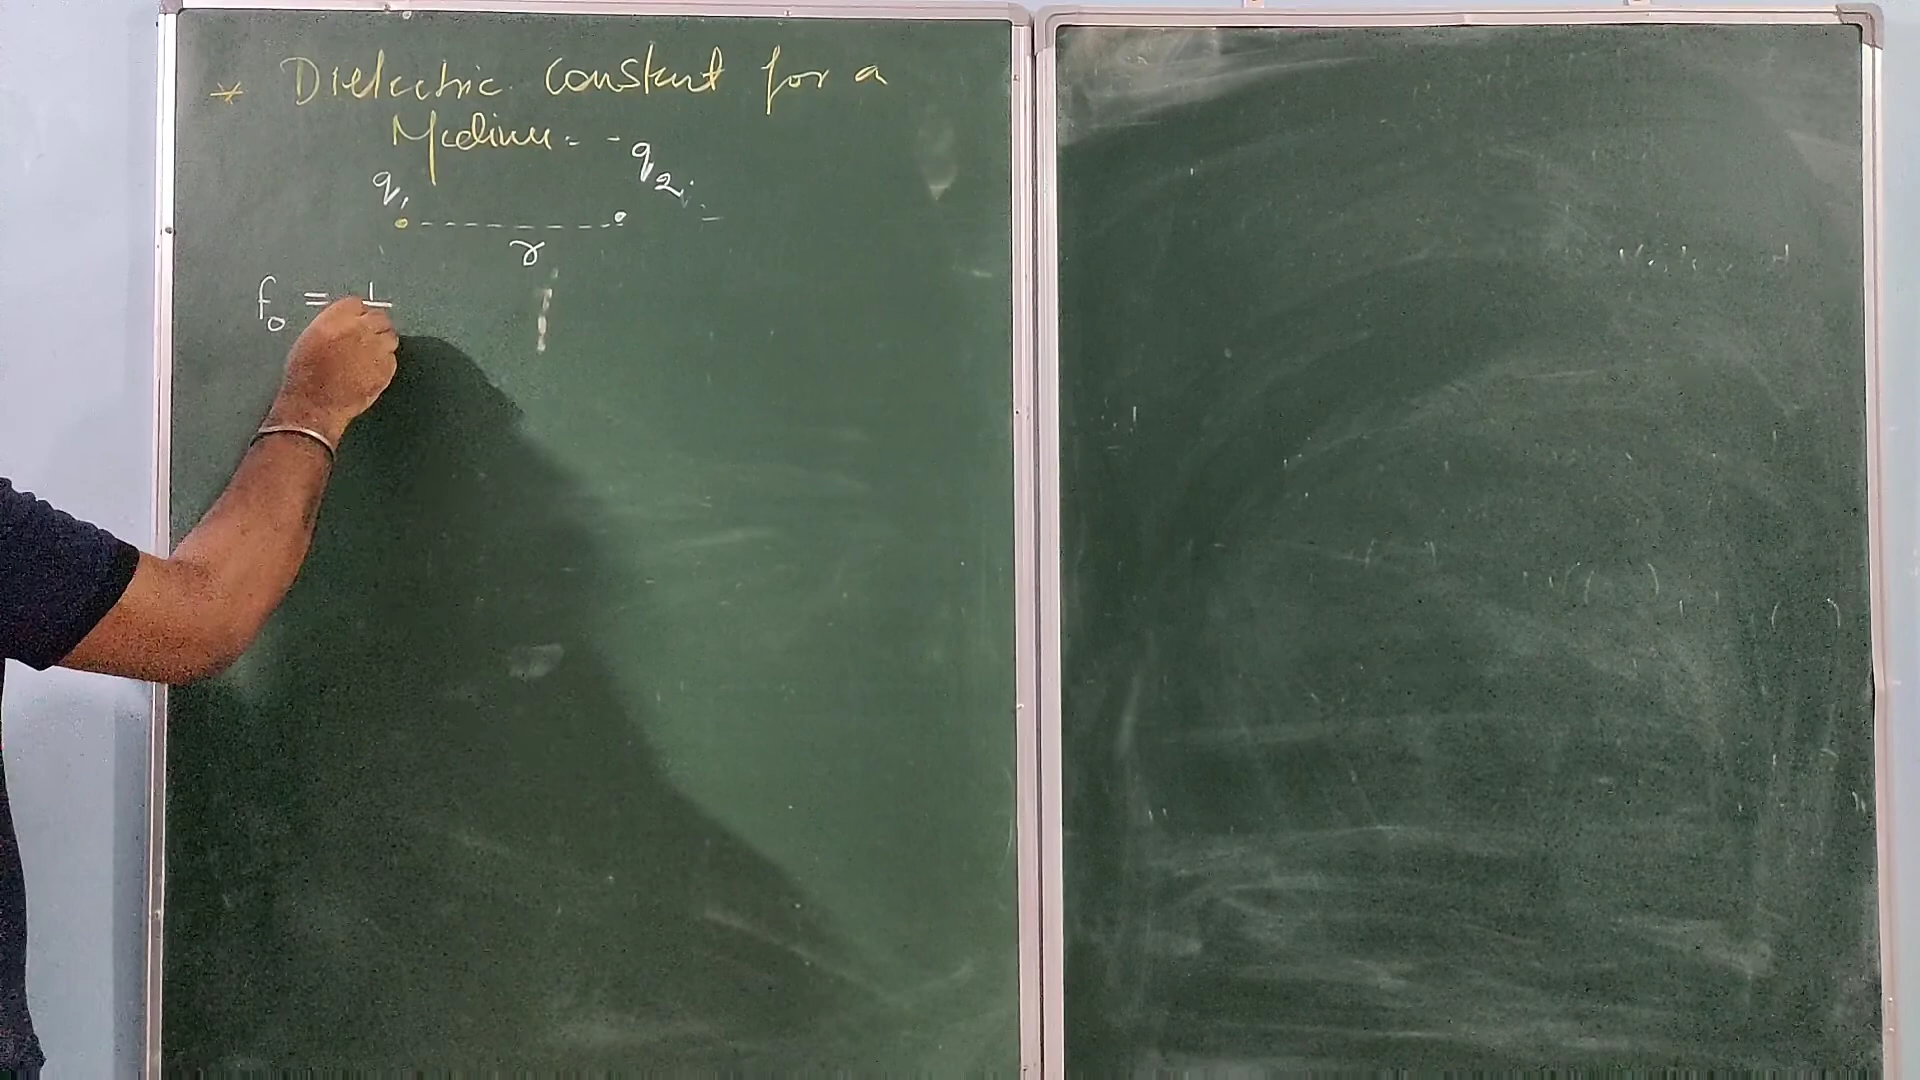 * Dielectric constant for a
Medium :-
q₁ q₂
r
f₀ = 1